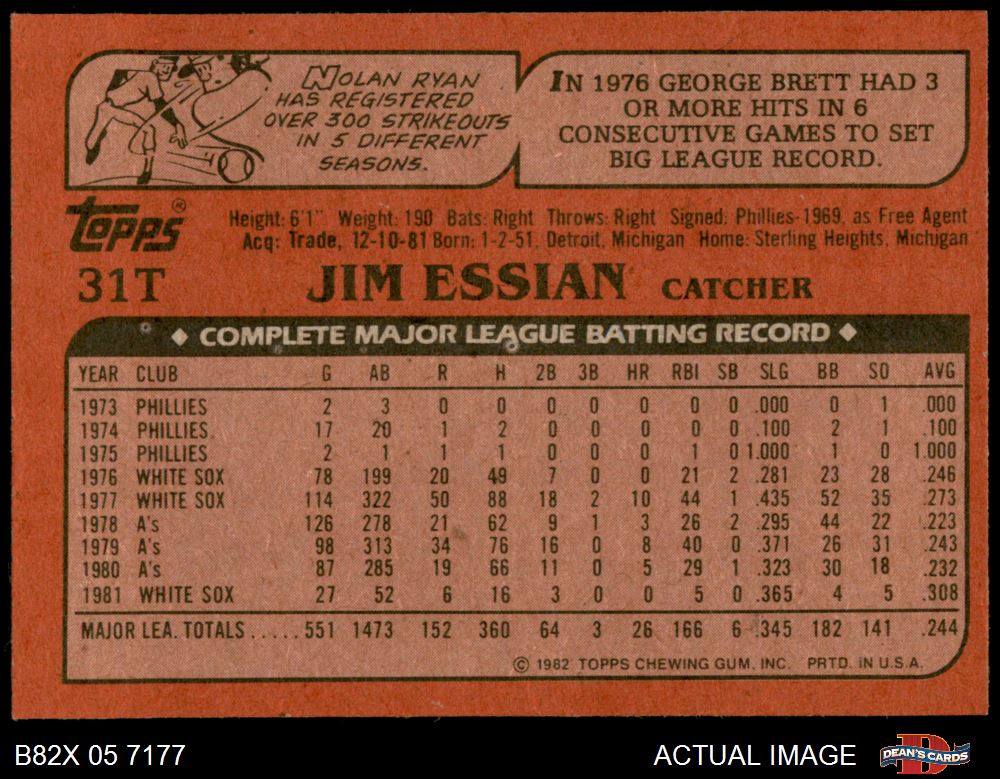 NOLAN RYAN
HAS REGISTERED
OVER 300 STRIKEOUTS
IN 5 DIFFERENT
SEASONS.
IN 1976 GEORGE BRETT HAD 3
OR MORE HITS IN 6
CONSECUTIVE GAMES TO SET
BIG LEAGUE RECORD.
TOPPS®
Height: 6'1" Weight: 190 Bats: Right Throws: Right Signed: Phillies-1969, as Free Agent
Acq: Trade, 12-10-81 Born: 1-2-51, Detroit, Michigan Home: Sterling Heights, Michigan
31T JIM ESSIAN CATCHER
◆ COMPLETE MAJOR LEAGUE BATTING RECORD ◆
YEAR CLUB G AB R H 2B 3B HR RBI SB SLG BB SO AVG
1973 PHILLIES 2 3 0 0 0 0 0 0 0 .000 0 1 .000
1974 PHILLIES 17 20 1 2 0 0 0 0 0 .100 2 1 .100
1975 PHILLIES 2 1 1 1 0 0 0 1 0 1.000 1 0 1.000
1976 WHITE SOX 78 199 20 49 7 0 0 21 2 .281 23 28 .246
1977 WHITE SOX 114 322 50 88 18 2 10 44 1 .435 52 35 .273
1978 A's 126 278 21 62 9 1 3 26 2 .295 44 22 .223
1979 A's 98 313 34 76 16 0 8 40 0 .371 26 31 .243
1980 A's 87 285 19 66 11 0 5 29 1 .323 30 18 .232
1981 WHITE SOX 27 52 6 16 3 0 0 5 0 .365 4 5 .308
MAJOR LEA. TOTALS ..... 551 1473 152 360 64 3 26 166 6 .345 182 141 .244
© 1982 TOPPS CHEWING GUM, INC. PRTD. IN U.S.A.
B82X 05 7177 ACTUAL IMAGE DEAN'S CARDS